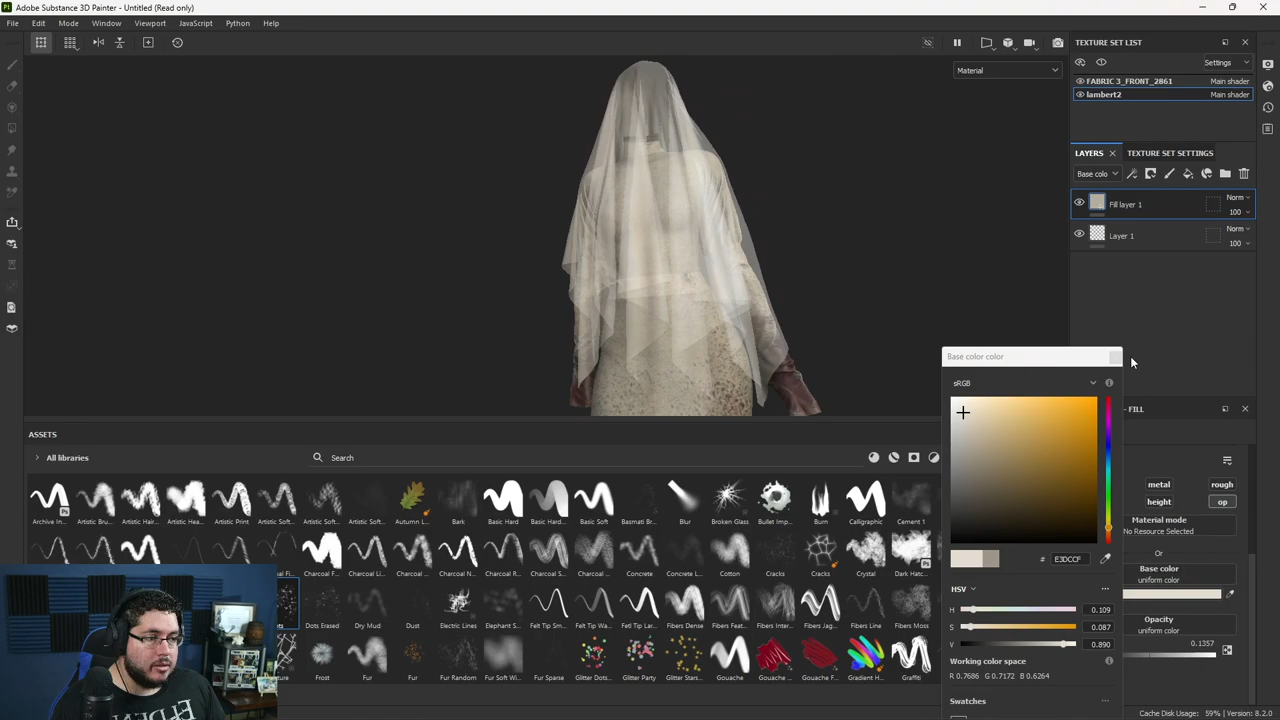 Adobe Substance 3D Painter - Untitled (Read only)
File Edit Mode Window Viewport JavaScript Python Help
Material
TEXTURE SET LIST
Settings
FABRIC 3_FRONT_2861 Main shader
lambert2 Main shader
LAYERS TEXTURE SET SETTINGS
Base colo
Fill layer 1 Norm 100
Layer 1 Norm 100
Base color color
sRGB
- FILL
ASSETS
All libraries Search
metal rough
height op
Material mode
No Resource Selected
Or
Base color
uniform color
Opacity
uniform color
0.1357
# E3DCCF
HSV
H 0.109
S 0.087
V 0.890
Working color space
R 0.7686 G 0.7172 B 0.6264
Swatches
Archive In... Artistic Bru... Artistic Hair... Artistic Hea... Artistic Print Artistic Soft... Artistic Soft... Artistic Soft... Autumn L... Bark Basic Hard Basic Hard... Basic Soft Basmati Br... Blur Broken Glass Bullet Imp... Burn Calligraphic Cement 1
Charcoal Fi... Charcoal F... Charcoal Li... Charcoal ... Charcoal N... Charcoal R... Charcoal S... Charcoal ... Concrete Concrete L... Cotton Cracks Cracks Crystal Dark Hatc...
Dots Erased Dry Mud Dust Electric Lines Elephant S... Felt Tip Sm... Felt Tip Wa... Fetl Tip Lar... Fibers Dense Fibers Feat... Fibers Inter... Fibers Jag... Fibers Line Fibers Moss
Frost Fur Fur Fur Random Fur Soft Wi... Fur Sparse Glitter Dots... Glitter Party Glitter Stars... Gouache Gouache ... Gouache F... Gradient H... Graffiti
Cache Disk Usage: 59% | Version: 8.2.0